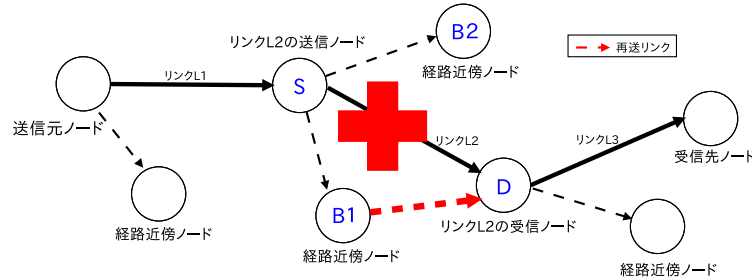 リンクL2の送信ノード
B2
再送リンク
経路近傍ノード
リンクL1
S
送信元ノード
リンクL2
リンクL3
受信先ノード
経路近傍ノード
B1
D
リンクL2の受信ノード
経路近傍ノード
経路近傍ノード